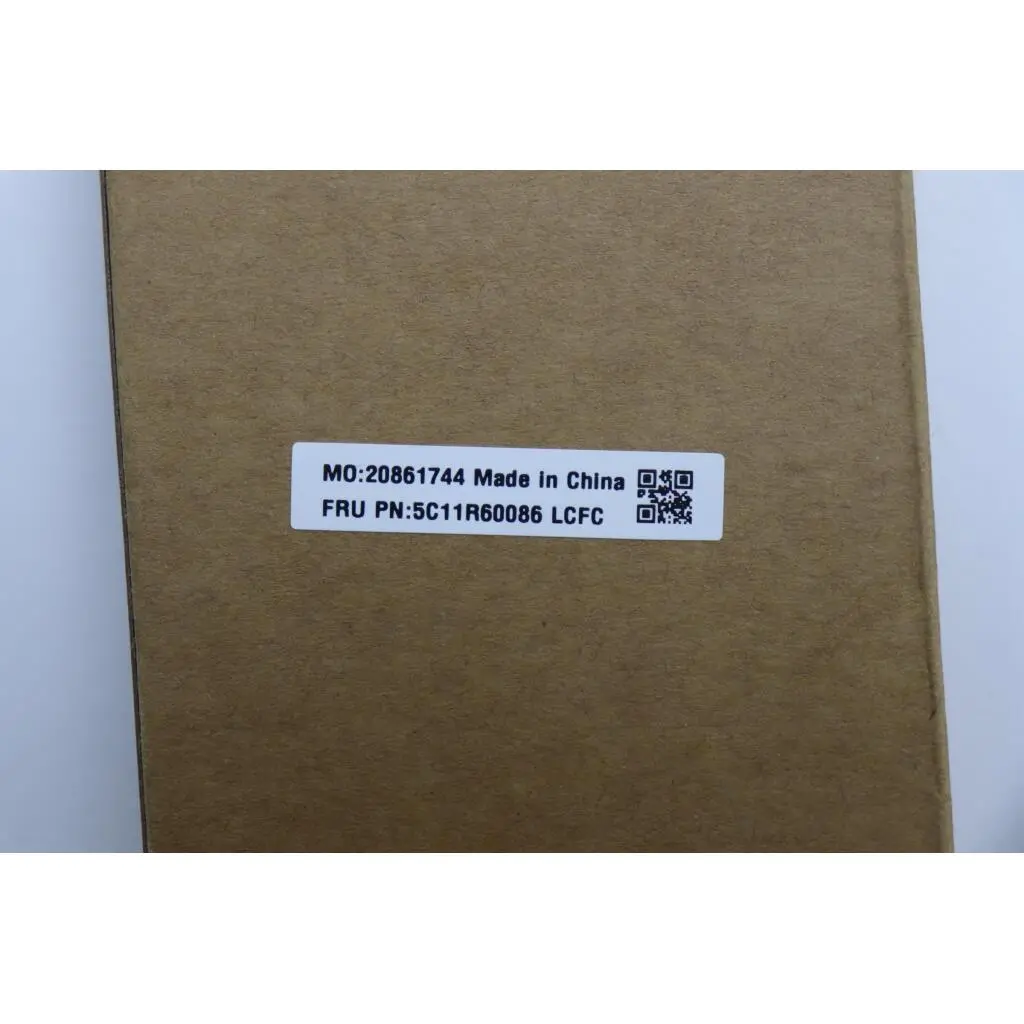 MO:20861744 Made in China
FRU PN:5C11R60086 LCFC